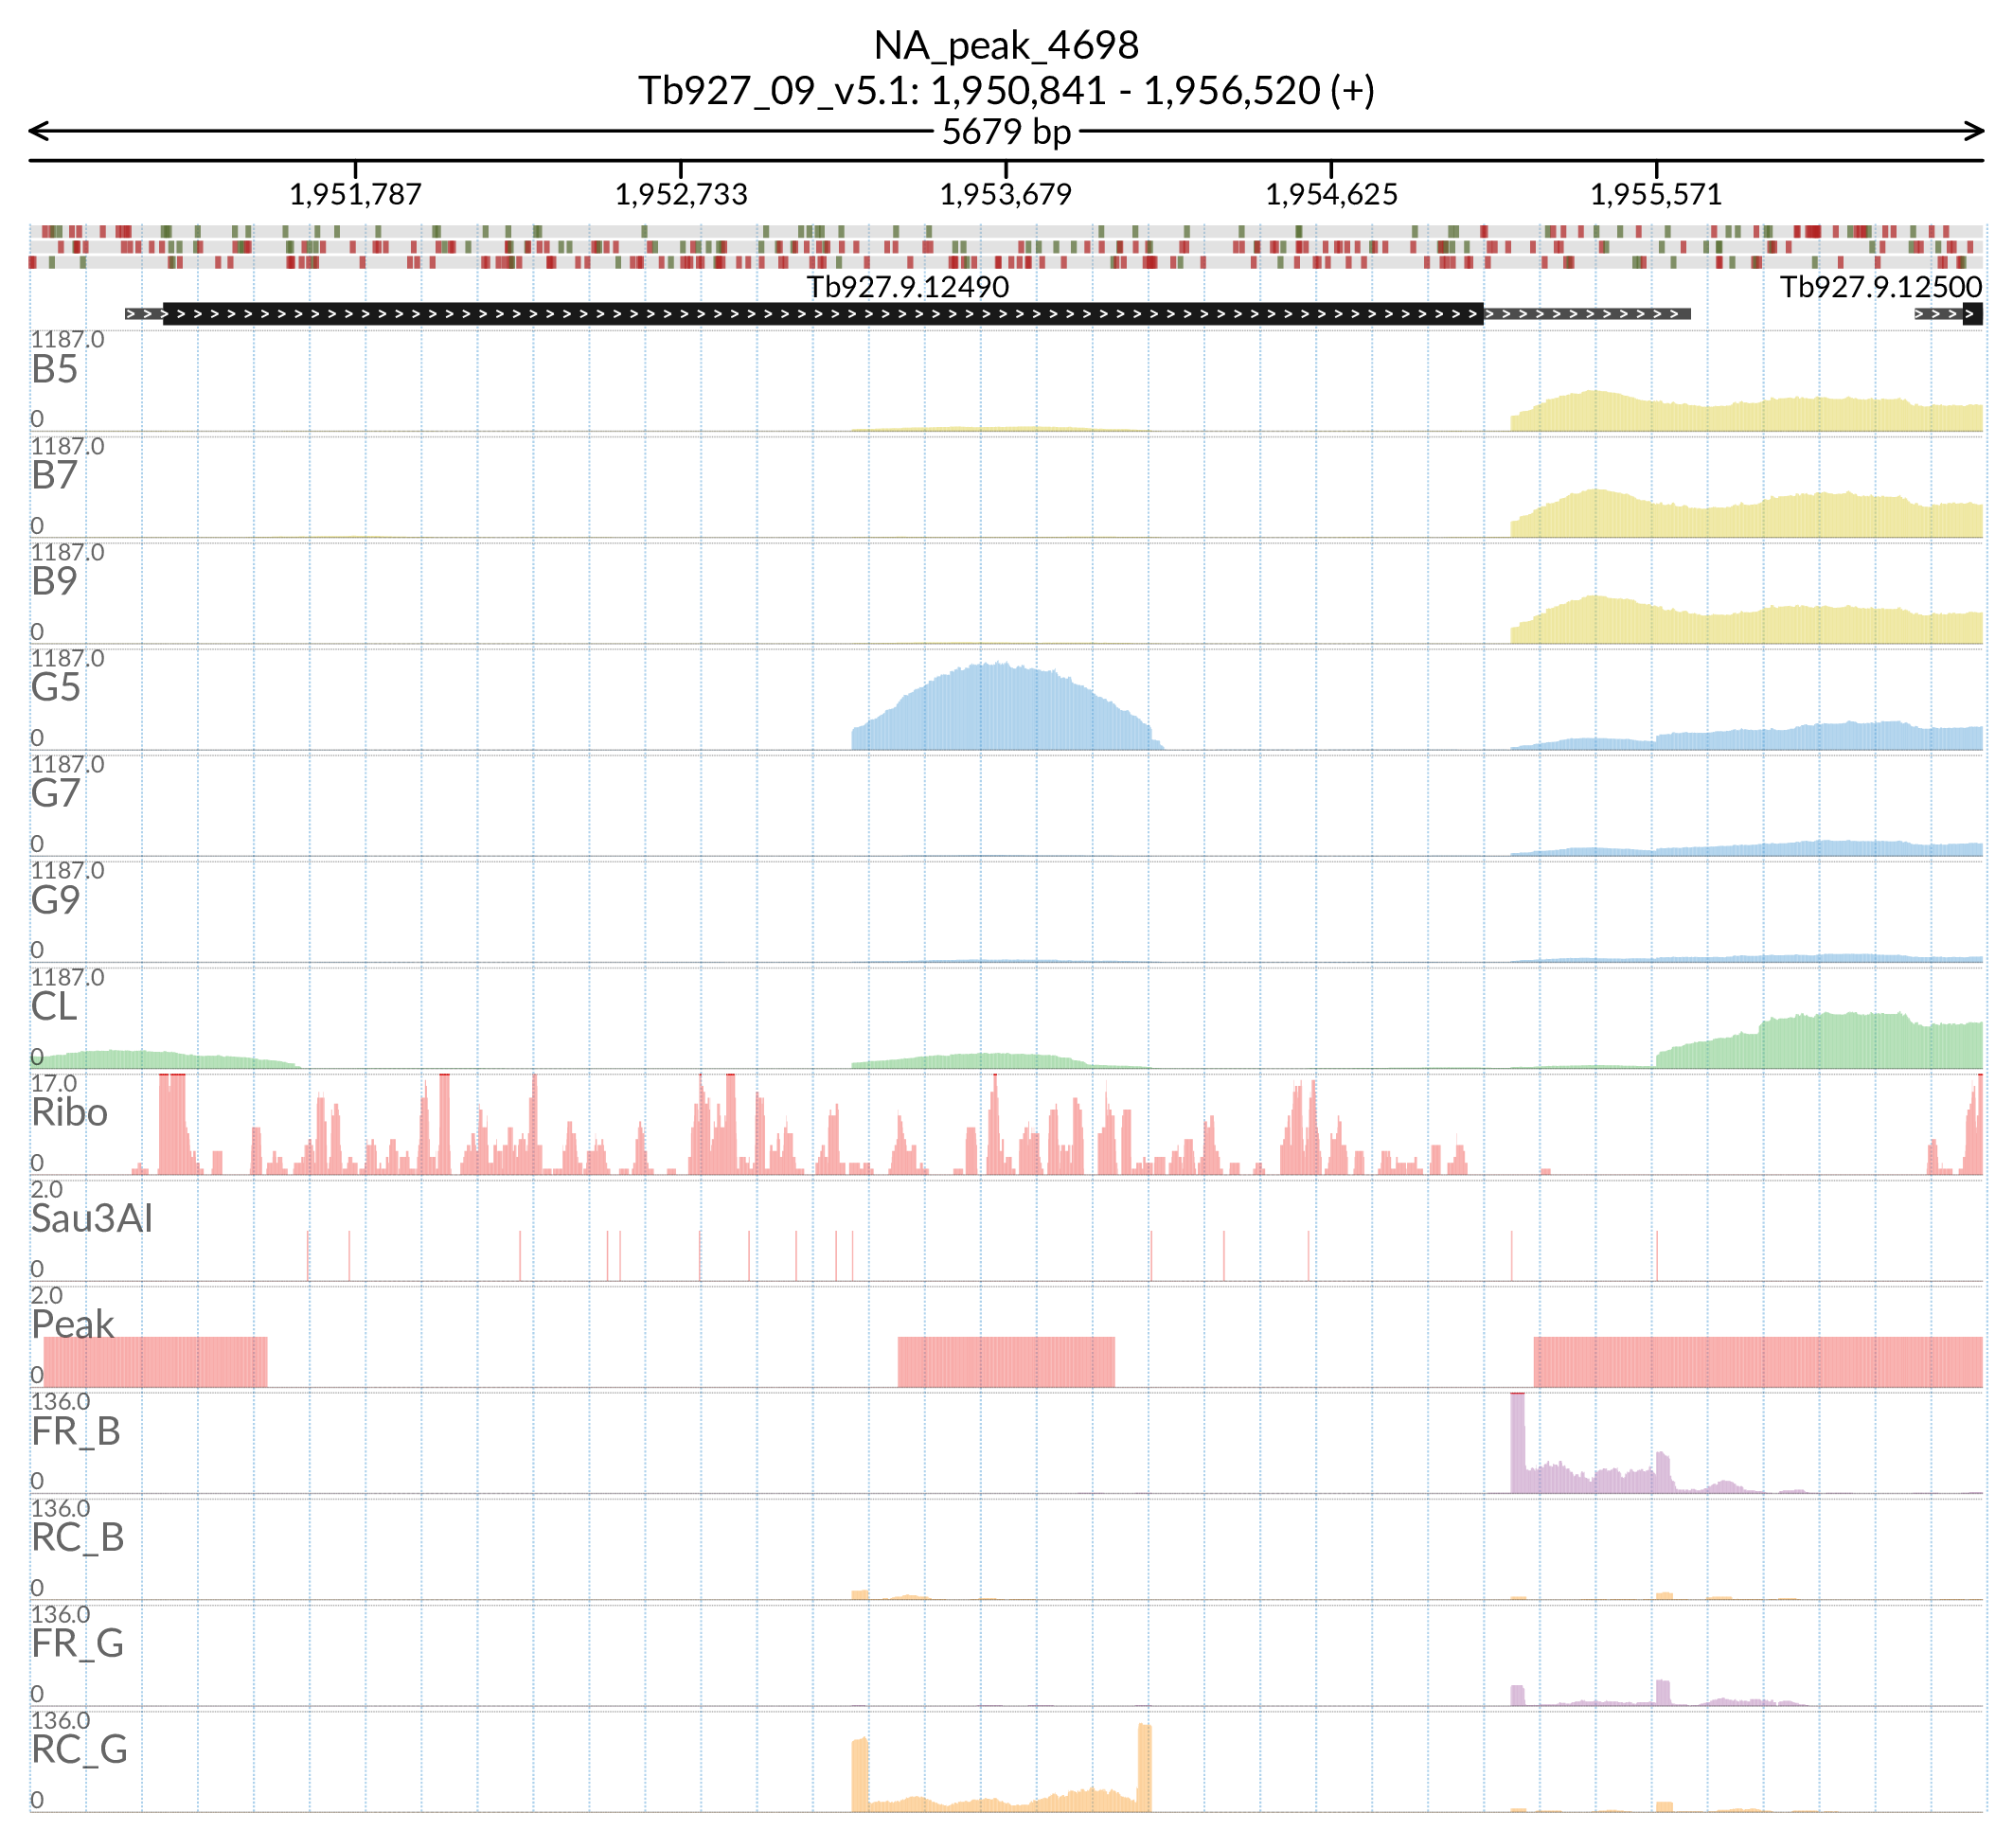 NA_peak_4698
Tb927_09_v5.1: 1,950,841 - 1,956,520 (+)
5679 bp
1,951,787 1,952,733 1,953,679 1,954,625 1,955,571
Tb927.9.12490 Tb927.9.12500
1187.0
B5
0
1187.0
B7
0
1187.0
B9
0
1187.0
G5
0
1187.0
G7
0
1187.0
G9
0
1187.0
CL
0
17.0
Ribo
0
2.0
Sau3AI
0
2.0
Peak
0
136.0
FR_B
0
136.0
RC_B
0
136.0
FR_G
0
136.0
RC_G
0